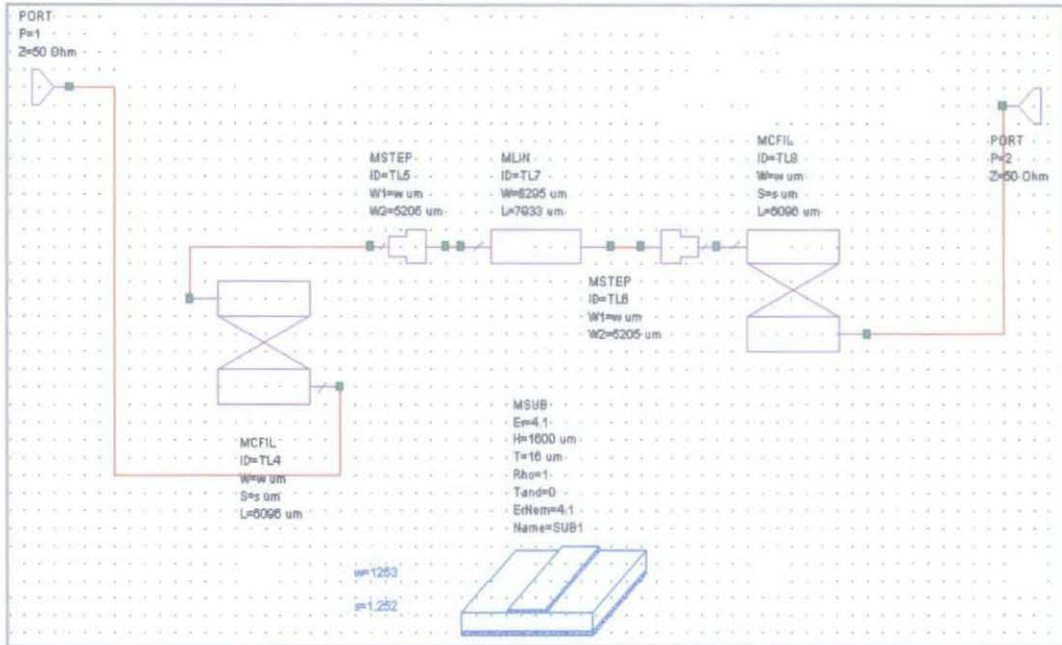 PORT
P=1
Z=50 Ohm
MSTEP
ID=TL5
W1=w um
W2=5205 um
MLIN
ID=TL7
W=5295 um
L=7933 um
MCFIL
ID=TL8
W=w um
S=s um
L=6096 um
PORT
P=2
Z=50 Ohm
MSTEP
ID=TL6
W1=w um
W2=5205 um
MCFIL
ID=TL4
W=w um
S=s um
L=6096 um
MSUB
Er=4.1
H=1600 um
T=16 um
Rho=1
Tand=0
ErNom=4.1
Name=SUB1
w=1253
s=1.252